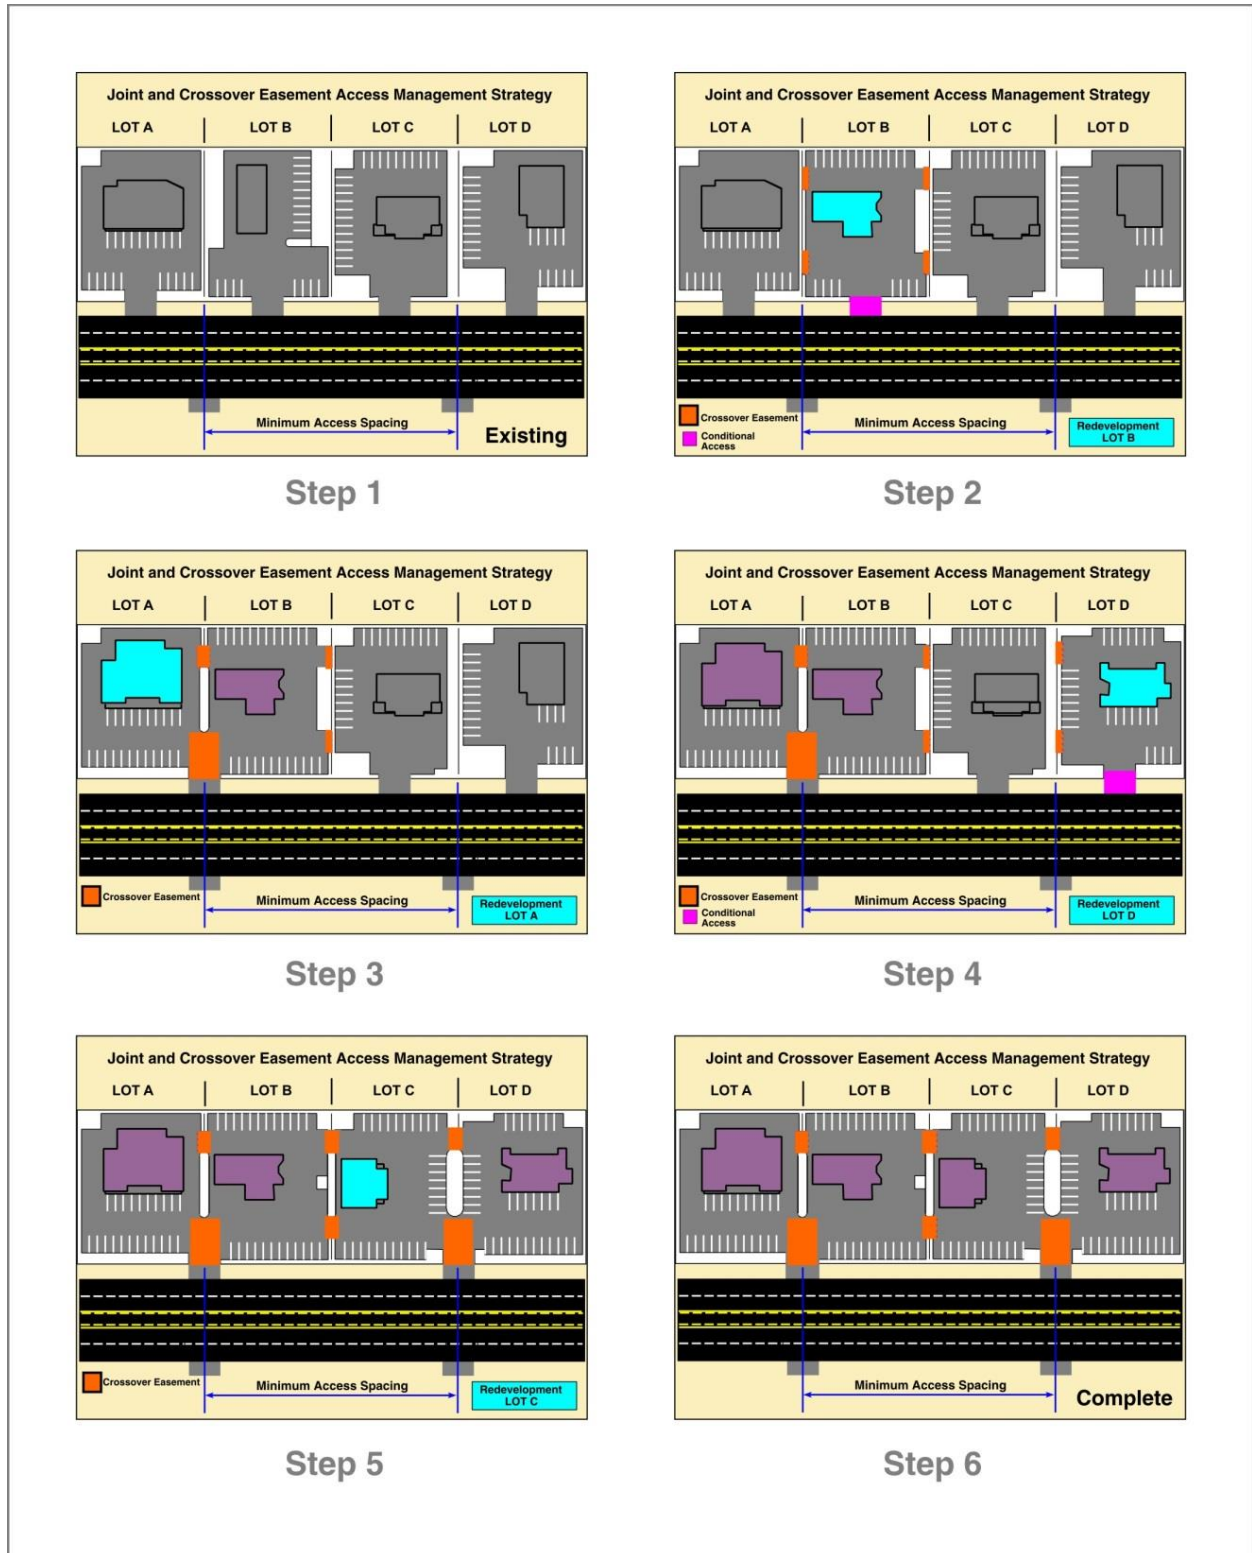 Joint and Crossover Easement Access Management Strategy
LOT A LOT B LOT C LOT D
Minimum Access Spacing
Existing
Step 1
Joint and Crossover Easement Access Management Strategy
LOT A LOT B LOT C LOT D
Crossover Easement
Conditional
Access
Minimum Access Spacing
Redevelopment
LOT B
Step 2
Joint and Crossover Easement Access Management Strategy
LOT A LOT B LOT C LOT D
Crossover Easement
Minimum Access Spacing
Redevelopment
LOT A
Step 3
Joint and Crossover Easement Access Management Strategy
LOT A LOT B LOT C LOT D
Crossover Easement
Conditional
Access
Minimum Access Spacing
Redevelopment
LOT D
Step 4
Joint and Crossover Easement Access Management Strategy
LOT A LOT B LOT C LOT D
Crossover Easement
Minimum Access Spacing
Redevelopment
LOT C
Step 5
Joint and Crossover Easement Access Management Strategy
LOT A LOT B LOT C LOT D
Minimum Access Spacing
Complete
Step 6